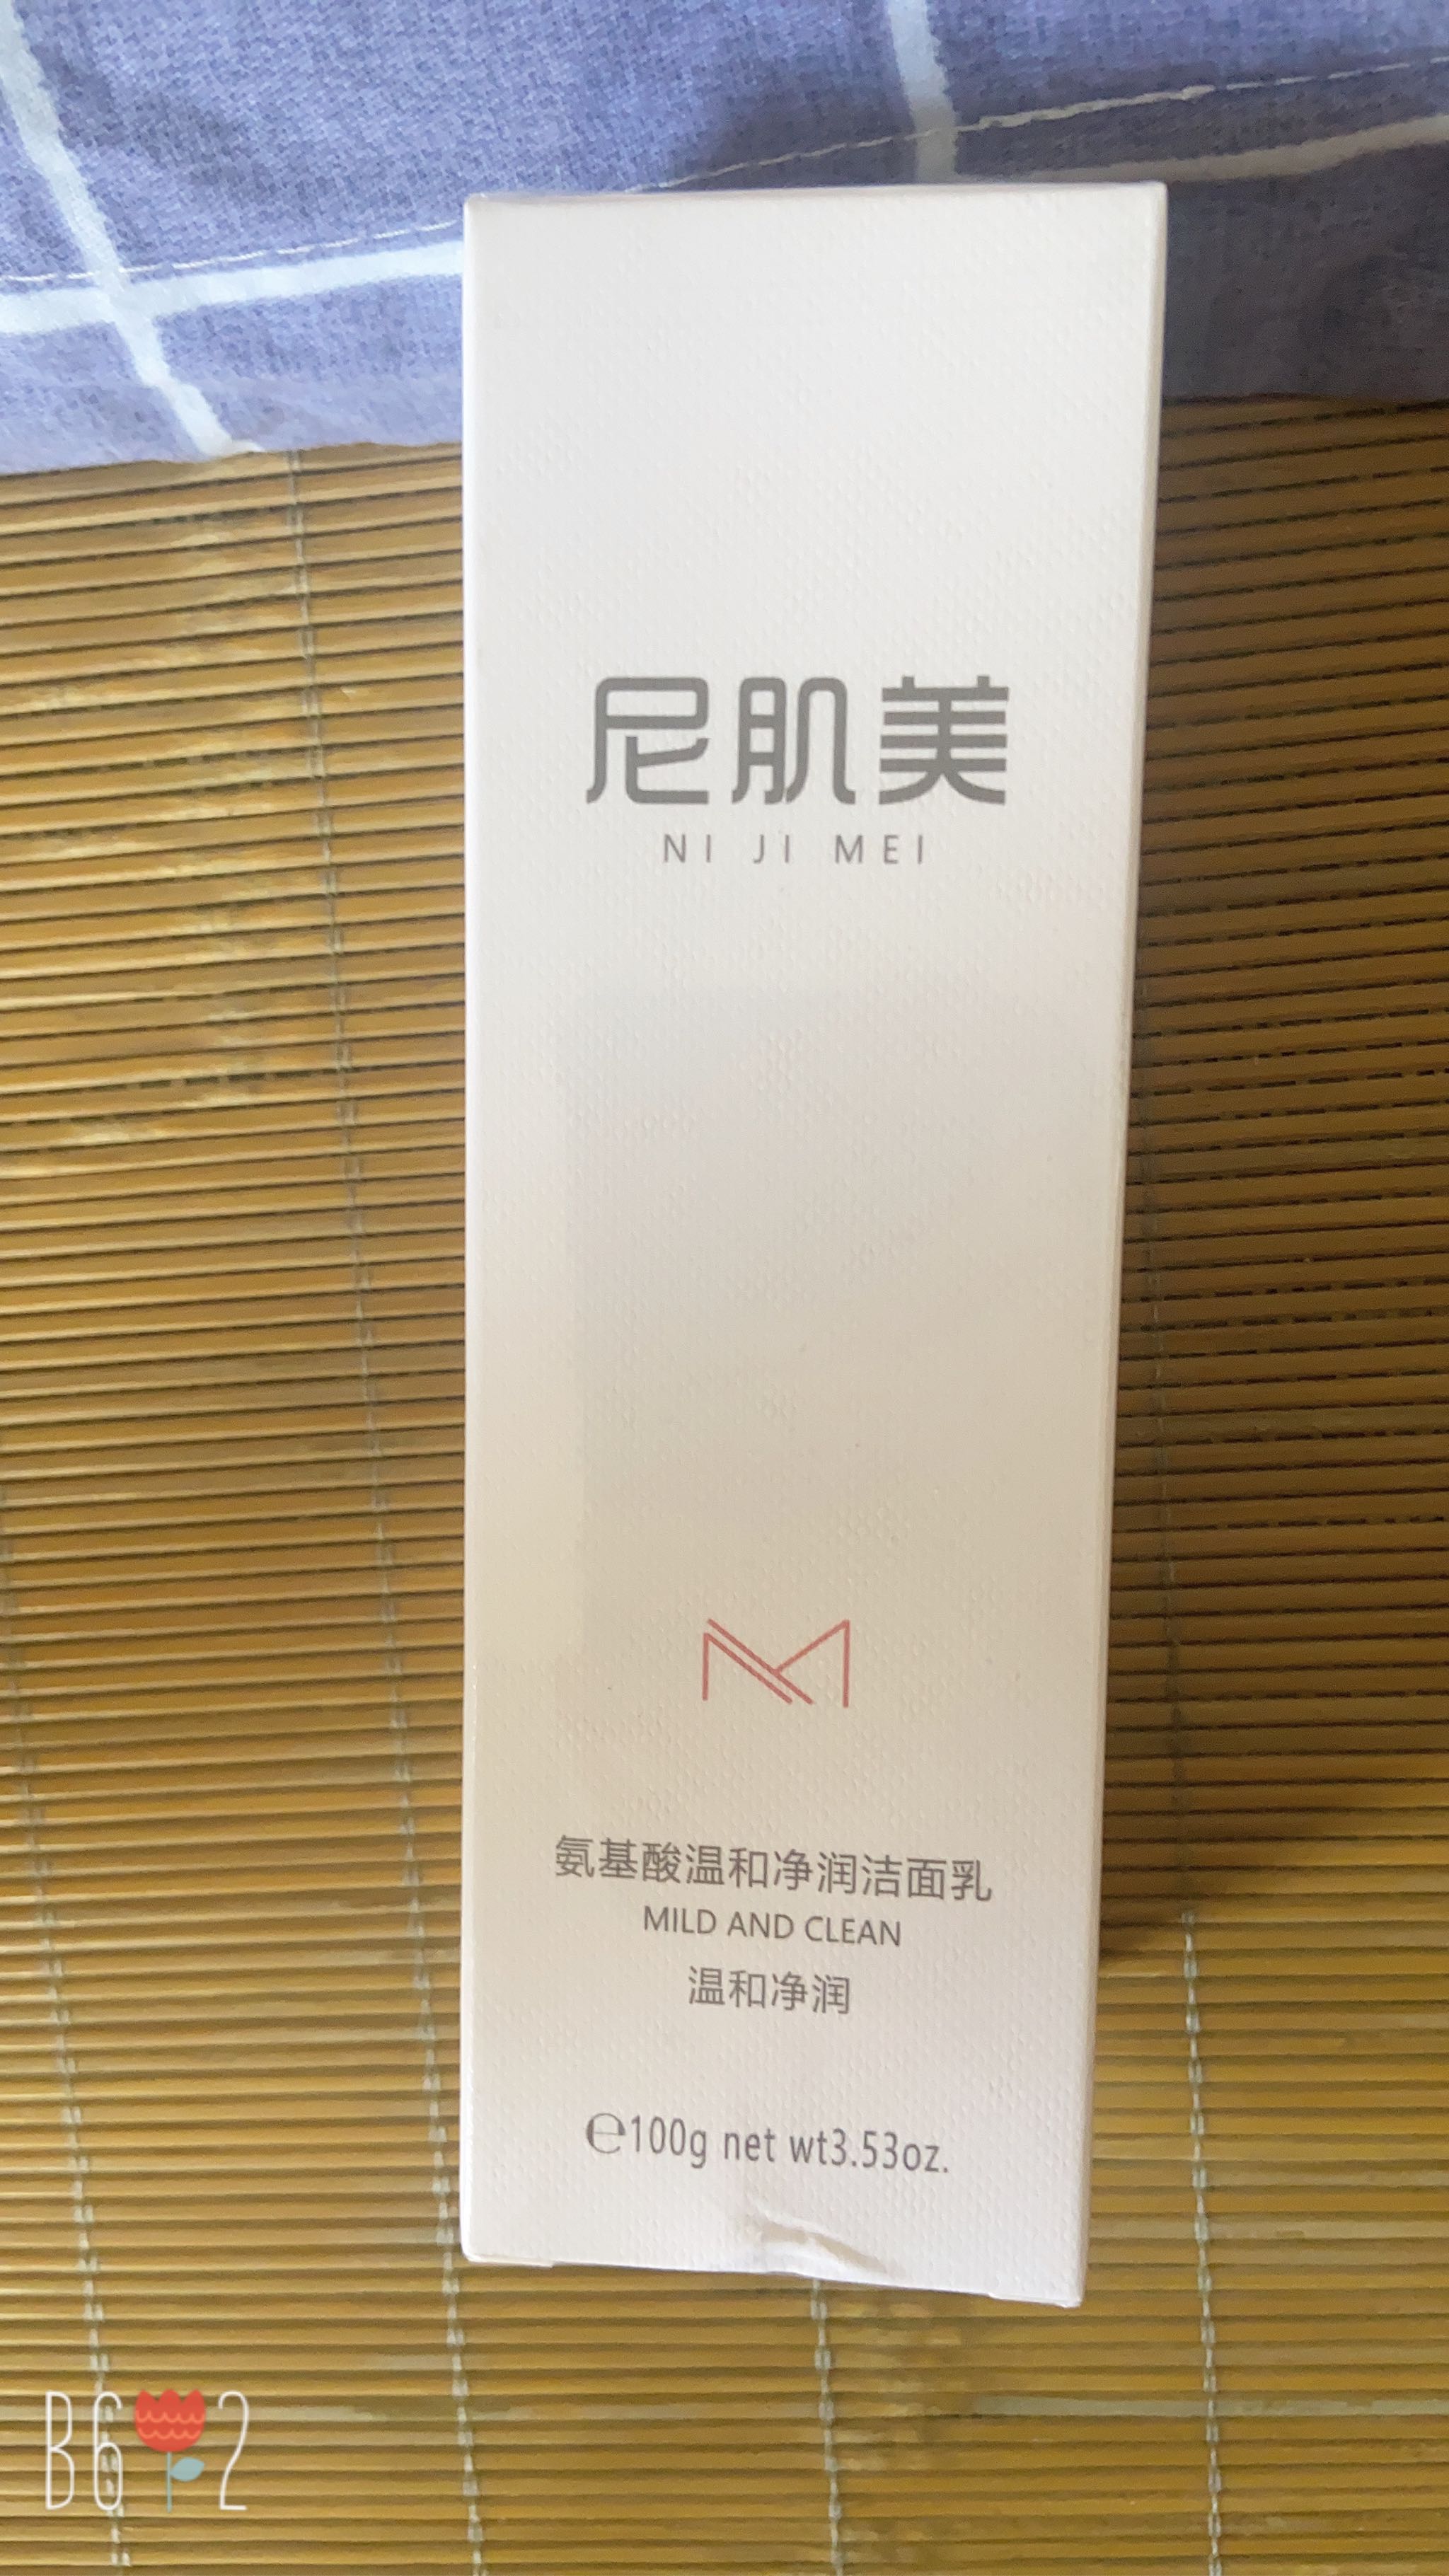 尼肌美
NI JI MEI
氨基酸温和净润洁面乳
MILD AND CLEAN
温和净润
℮100g net wt3.53oz.
B6 2